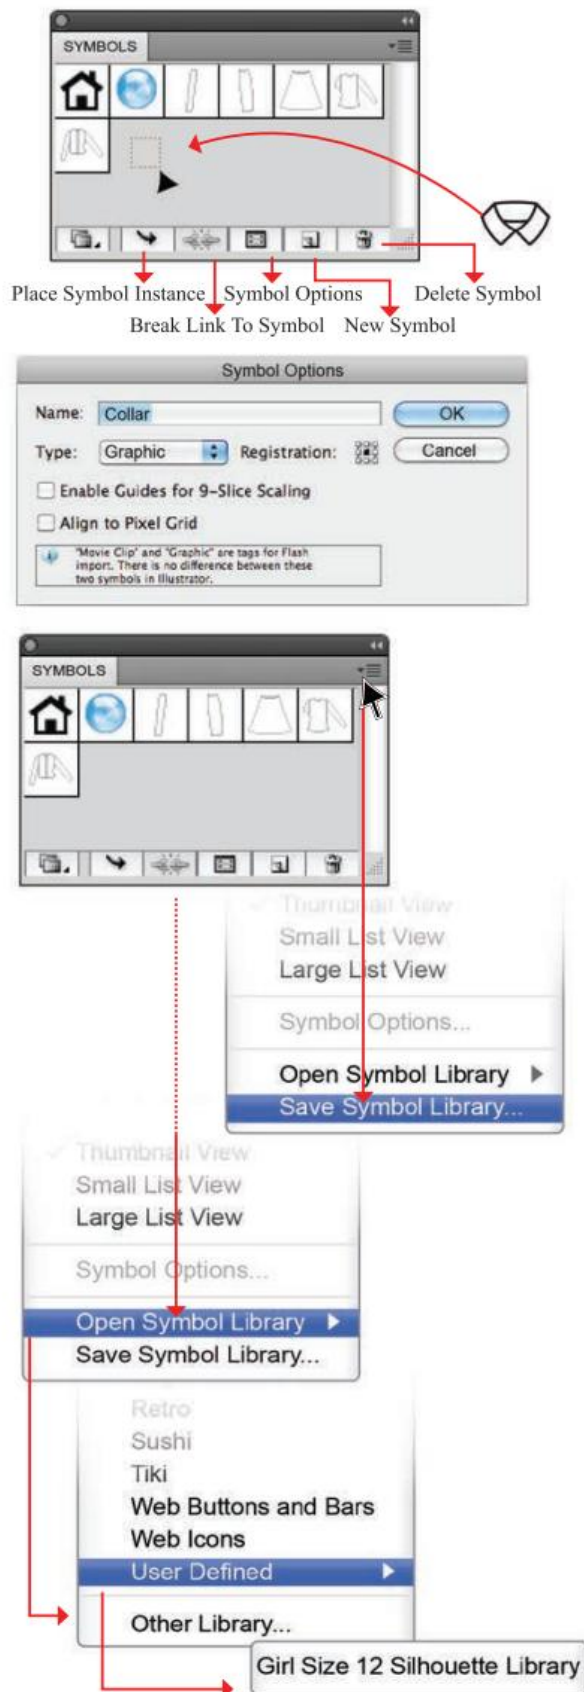 SYMBOLS
Place Symbol Instance Symbol Options Delete Symbol
Break Link To Symbol New Symbol
Symbol Options
Name: Collar OK
Type: Graphic Registration: Cancel
Enable Guides for 9-Slice Scaling
Align to Pixel Grid
"Movie Clip" and "Graphic" are tags for Flash
import. There is no difference between these
two symbols in Illustrator.
SYMBOLS
Thumbnail View
Small List View
Large List View
Symbol Options...
Open Symbol Library
Save Symbol Library...
Thumbnail View
Small List View
Large List View
Symbol Options...
Open Symbol Library
Save Symbol Library...
Retro
Sushi
Tiki
Web Buttons and Bars
Web Icons
User Defined
Other Library...
Girl Size 12 Silhouette Library